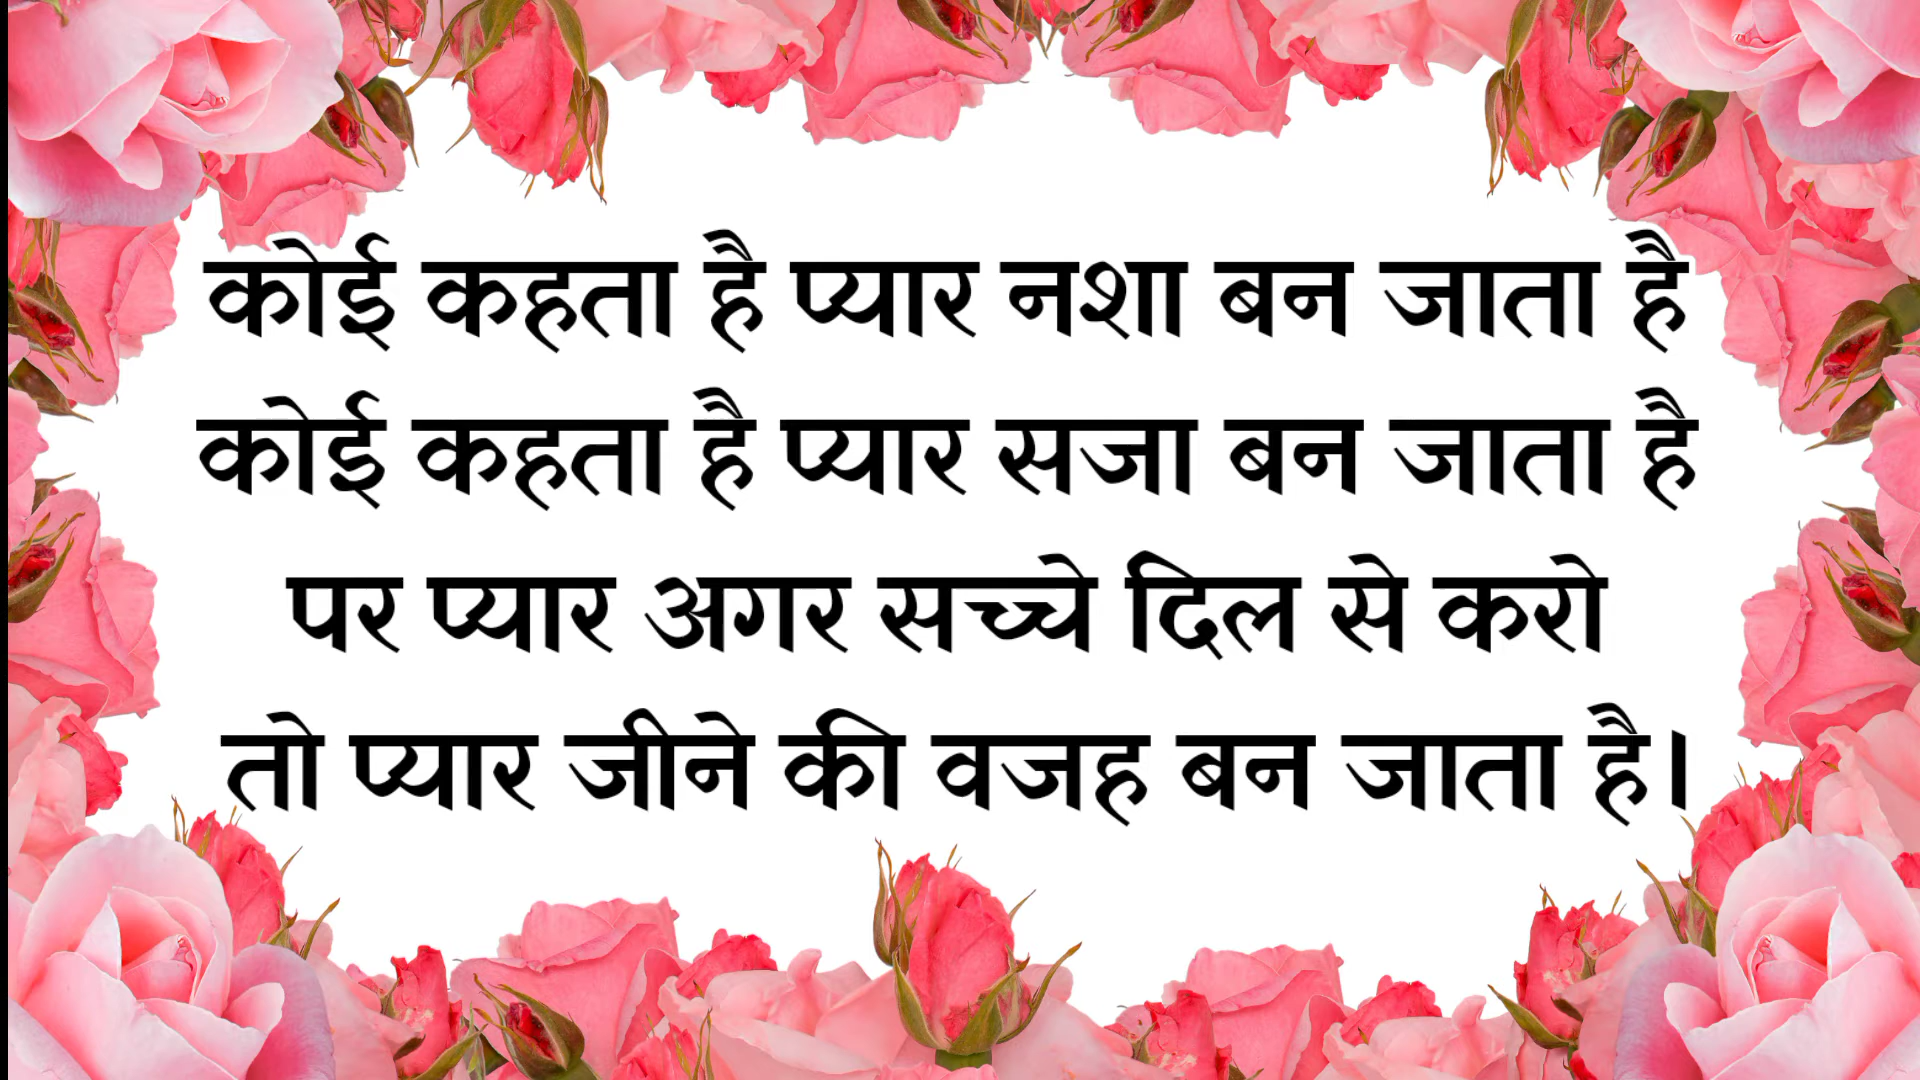 कोई कहता है प्यार नशा बन जाता है
कोई कहता है प्यार सजा बन जाता है
पर प्यार अगर सच्चे दिल से करो
तो प्यार जीने की वजह बन जाता है।